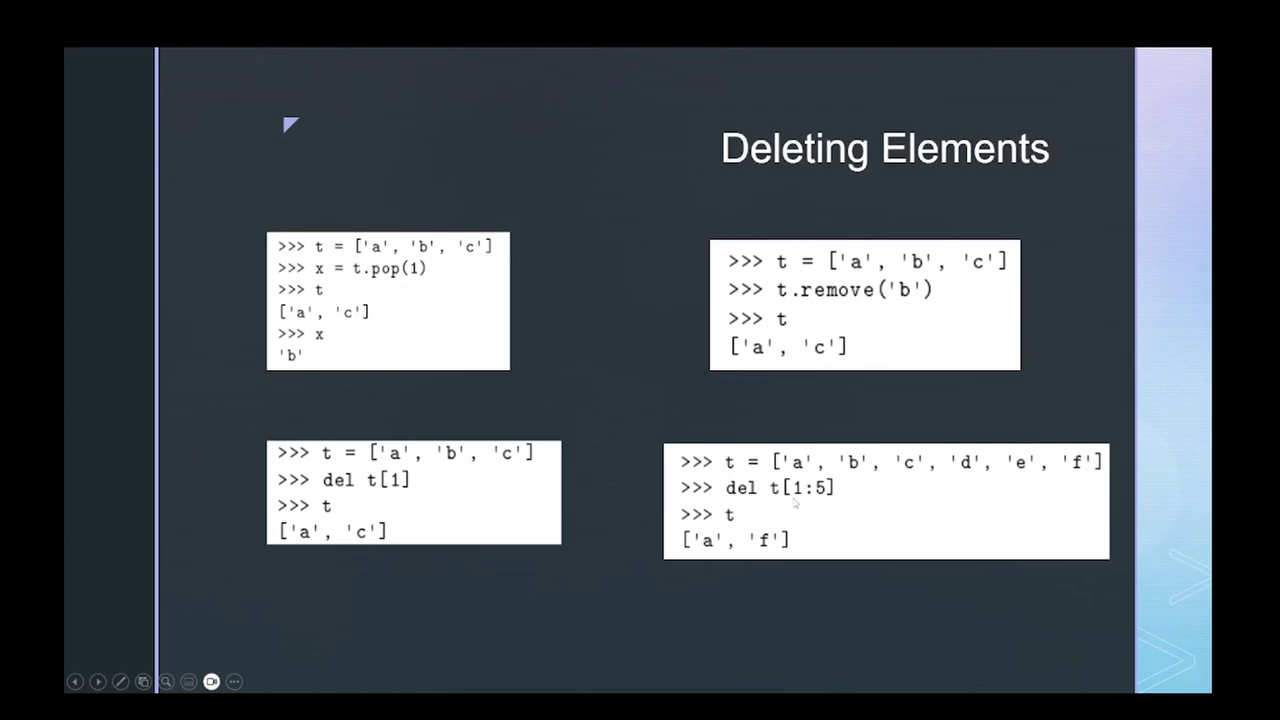 Deleting Elements
>>> t = ['a', 'b', 'c']
>>> x = t.pop(1)
>>> t
['a', 'c']
>>> x
'b'
>>> t = ['a', 'b', 'c']
>>> t.remove('b')
>>> t
['a', 'c']
>>> t = ['a', 'b', 'c']
>>> del t[1]
>>> t
['a', 'c']
>>> t = ['a', 'b', 'c', 'd', 'e', 'f']
>>> del t[1:5]
>>> t
['a', 'f']